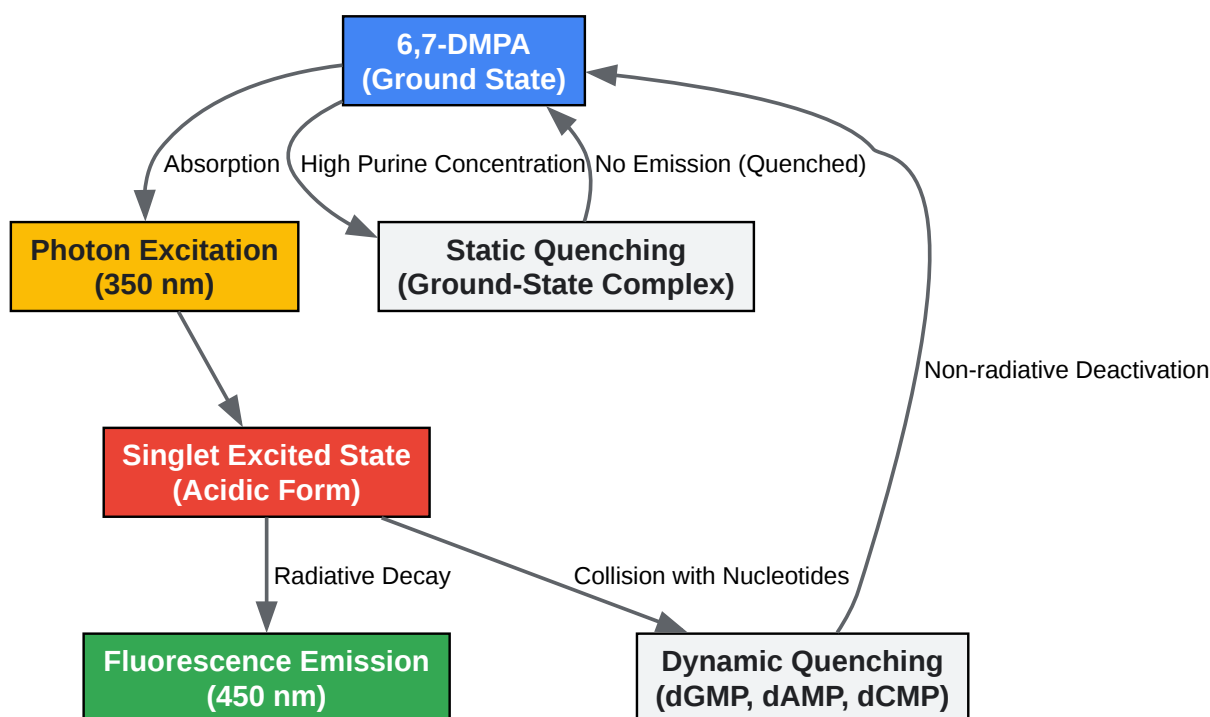 6,7-DMPA
(Ground State)
Absorption
High Purine Concentration
No Emission (Quenched)
Photon Excitation
(350 nm)
Static Quenching
(Ground-State Complex)
Non-radiative Deactivation
Singlet Excited State
(Acidic Form)
Radiative Decay
Collision with Nucleotides
Fluorescence Emission
(450 nm)
Dynamic Quenching
(dGMP, dAMP, dCMP)